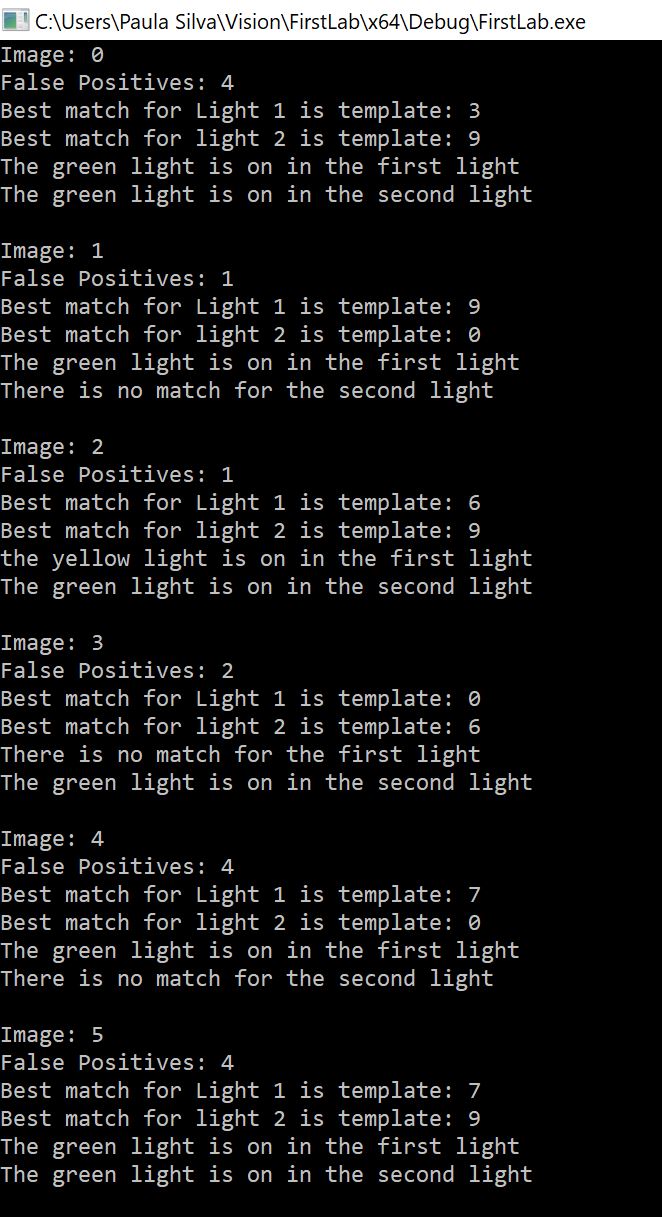 C:\Users\Paula Silva\Vision\FirstLab\x64\Debug\FirstLab.exe
Image: 0
False Positives: 4
Best match for Light 1 is template: 3
Best match for light 2 is template: 9
The green light is on in the first light
The green light is on in the second light
Image: 1
False Positives: 1
Best match for Light 1 is template: 9
Best match for light 2 is template: 0
The green light is on in the first light
There is no match for the second light
Image: 2
False Positives: 1
Best match for Light 1 is template: 6
Best match for light 2 is template: 9
the yellow light is on in the first light
The green light is on in the second light
Image: 3
False Positives: 2
Best match for Light 1 is template: 0
Best match for light 2 is template: 6
There is no match for the first light
The green light is on in the second light
Image: 4
False Positives: 4
Best match for Light 1 is template: 7
Best match for light 2 is template: 0
The green light is on in the first light
There is no match for the second light
Image: 5
False Positives: 4
Best match for Light 1 is template: 7
Best match for light 2 is template: 9
The green light is on in the first light
The green light is on in the second light